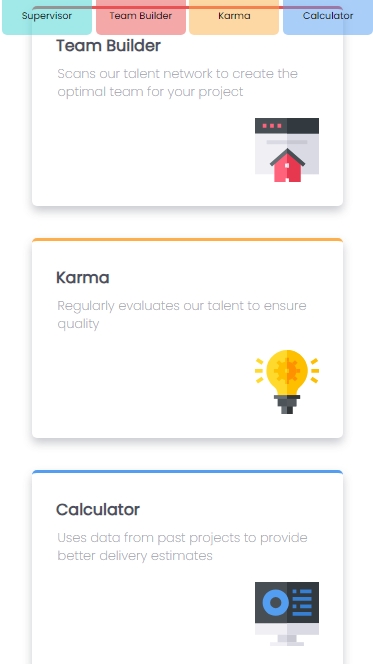 Supervisor
Team Builder
Karma
Calculator
Team Builder
Scans our talent network to create the
optimal team for your project
Karma
Regularly evaluates our talent to ensure
quality
Calculator
Uses data from past projects to provide
better delivery estimates